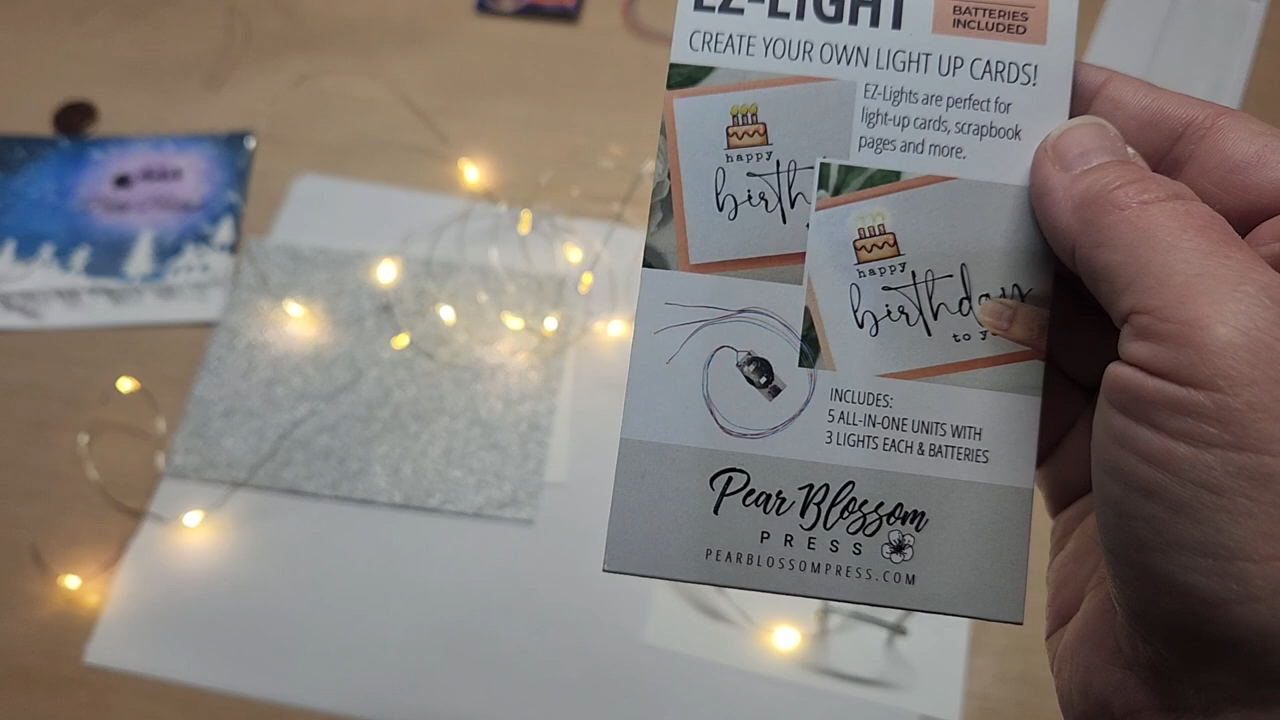 EZ-LIGHT
BATTERIES
INCLUDED
CREATE YOUR OWN LIGHT UP CARDS!
EZ-Lights are perfect for
light-up cards, scrapbook
pages and more.
happy
birth
happy
birthday
to y
INCLUDES:
5 ALL-IN-ONE UNITS WITH
3 LIGHTS EACH & BATTERIES
Pear Blossom
PRESS
PEARBLOSSOMPRESS.COM